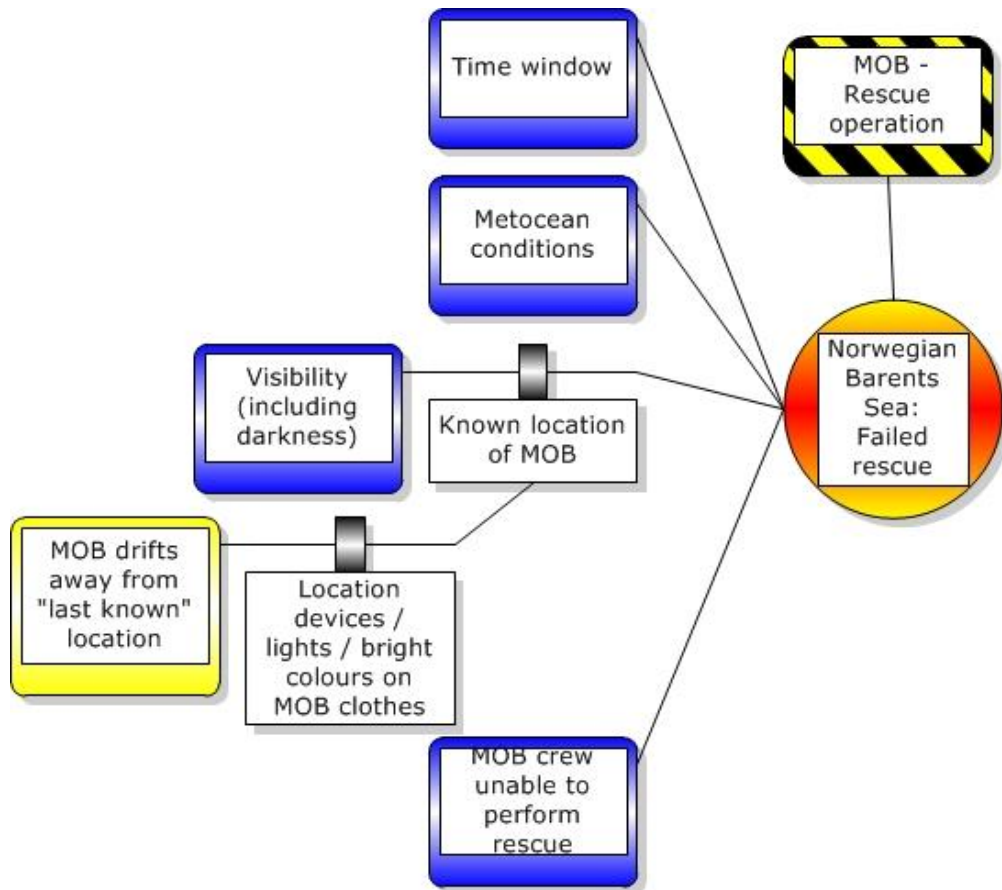 Time window
MOB -
Rescue
operation
Metocean
conditions
Norwegian
Barents
Sea:
Failed
rescue
Visibility
(including
darkness)
Known location
of MOB
MOB drifts
away from
"last known"
location
Location
devices /
lights / bright
colours on
MOB clothes
MOB crew
unable to
perform
rescue